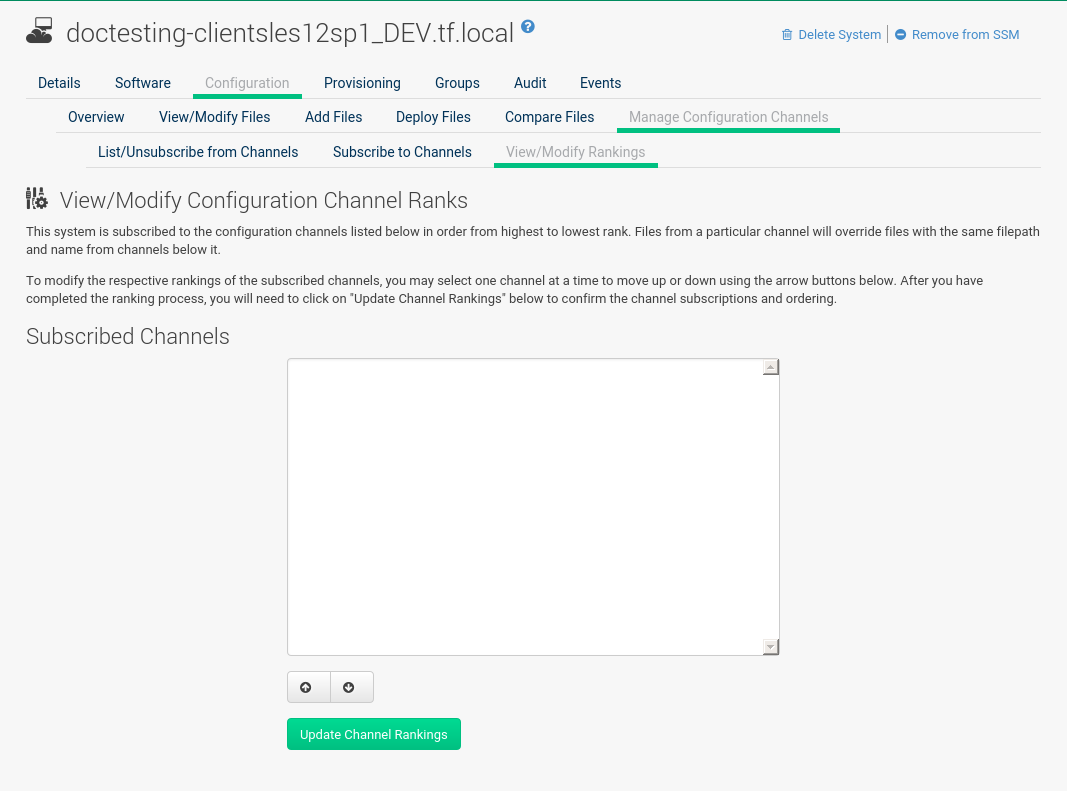 doctesting-clientsles12sp1_DEV.tf.local ?
Delete System | Remove from SSM
Details Software Configuration Provisioning Groups Audit Events
Overview View/Modify Files Add Files Deploy Files Compare Files Manage Configuration Channels
List/Unsubscribe from Channels Subscribe to Channels View/Modify Rankings
View/Modify Configuration Channel Ranks
This system is subscribed to the configuration channels listed below in order from highest to lowest rank. Files from a particular channel will override files with the same filepath
and name from channels below it.
To modify the respective rankings of the subscribed channels, you may select one channel at a time to move up or down using the arrow buttons below. After you have
completed the ranking process, you will need to click on "Update Channel Rankings" below to confirm the channel subscriptions and ordering.
Subscribed Channels
Update Channel Rankings